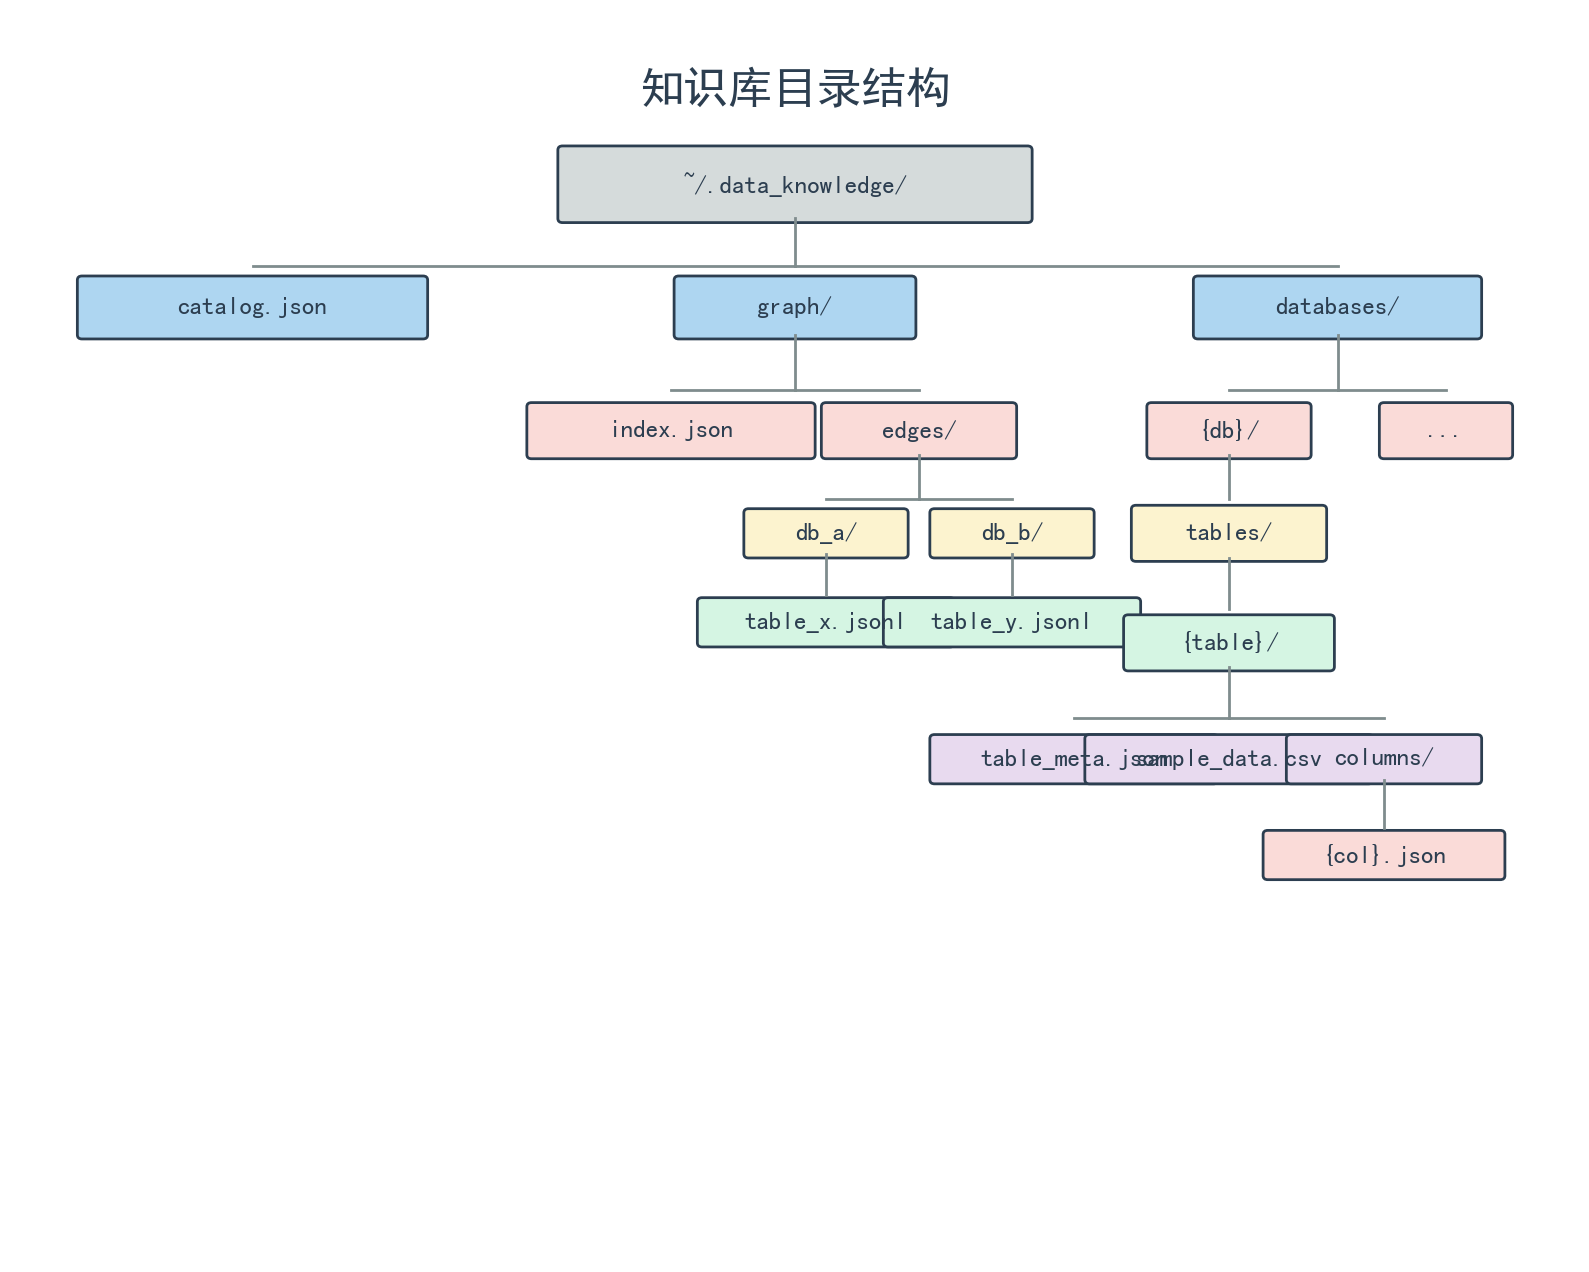 知识库目录结构
~/.data_knowledge/
catalog.json
graph/
databases/
index.json
edges/
{db}/
...
db_a/
db_b/
tables/
table_x.jsonl
table_y.jsonl
{table}/
table_meta.json
sample_data.csv
columns/
{col}.json